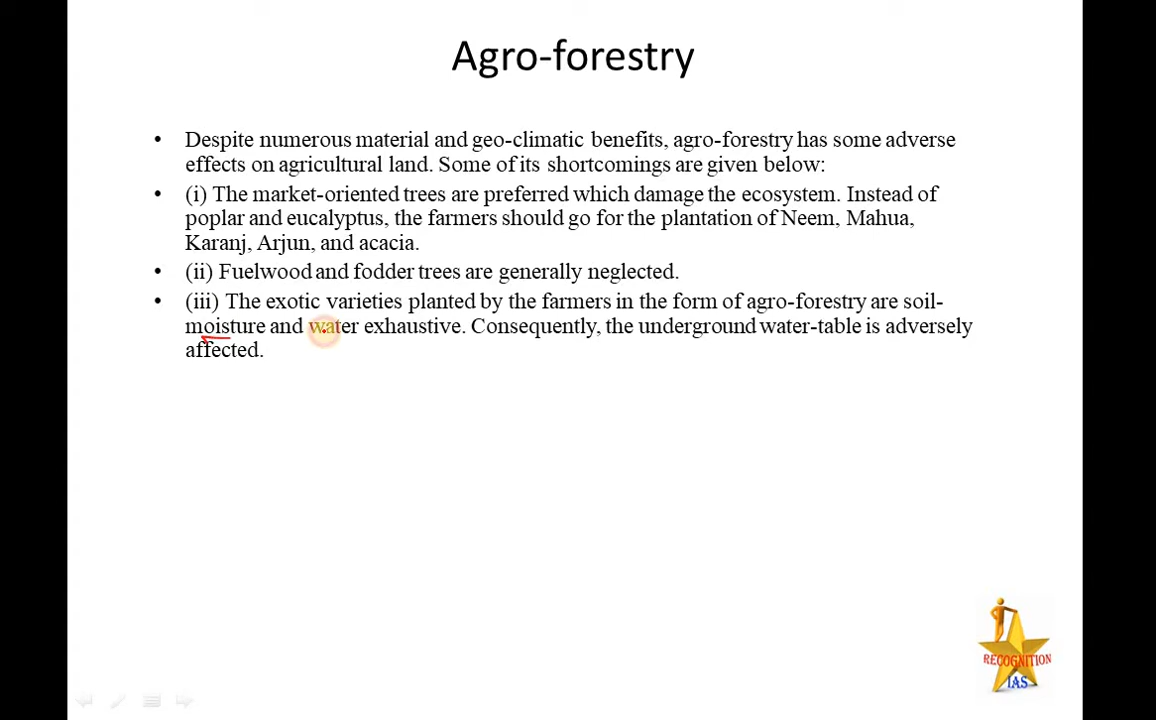 Agro-forestry
• Despite numerous material and geo-climatic benefits, agro-forestry has some adverse
effects on agricultural land. Some of its shortcomings are given below:
• (i) The market-oriented trees are preferred which damage the ecosystem. Instead of
poplar and eucalyptus, the farmers should go for the plantation of Neem, Mahua,
Karanj, Arjun, and acacia.
• (ii) Fuelwood and fodder trees are generally neglected.
• (iii) The exotic varieties planted by the farmers in the form of agro-forestry are soil-
moisture and water exhaustive. Consequently, the underground water-table is adversely
affected.
RECOGNITION
IAS